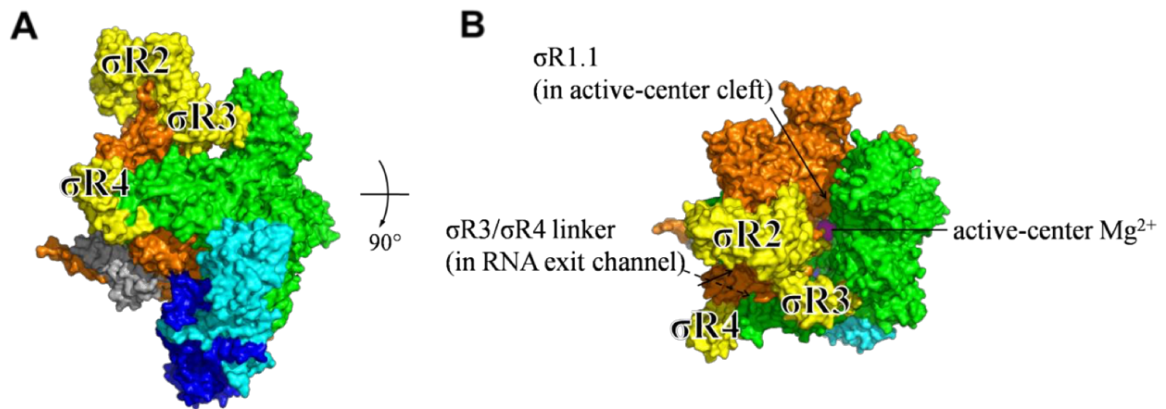 A
σR2
σR3
σR4
90°
B
σR1.1
(in active-center cleft)
σR3/σR4 linker
(in RNA exit channel)
σR2
active-center Mg²⁺
σR3
σR4